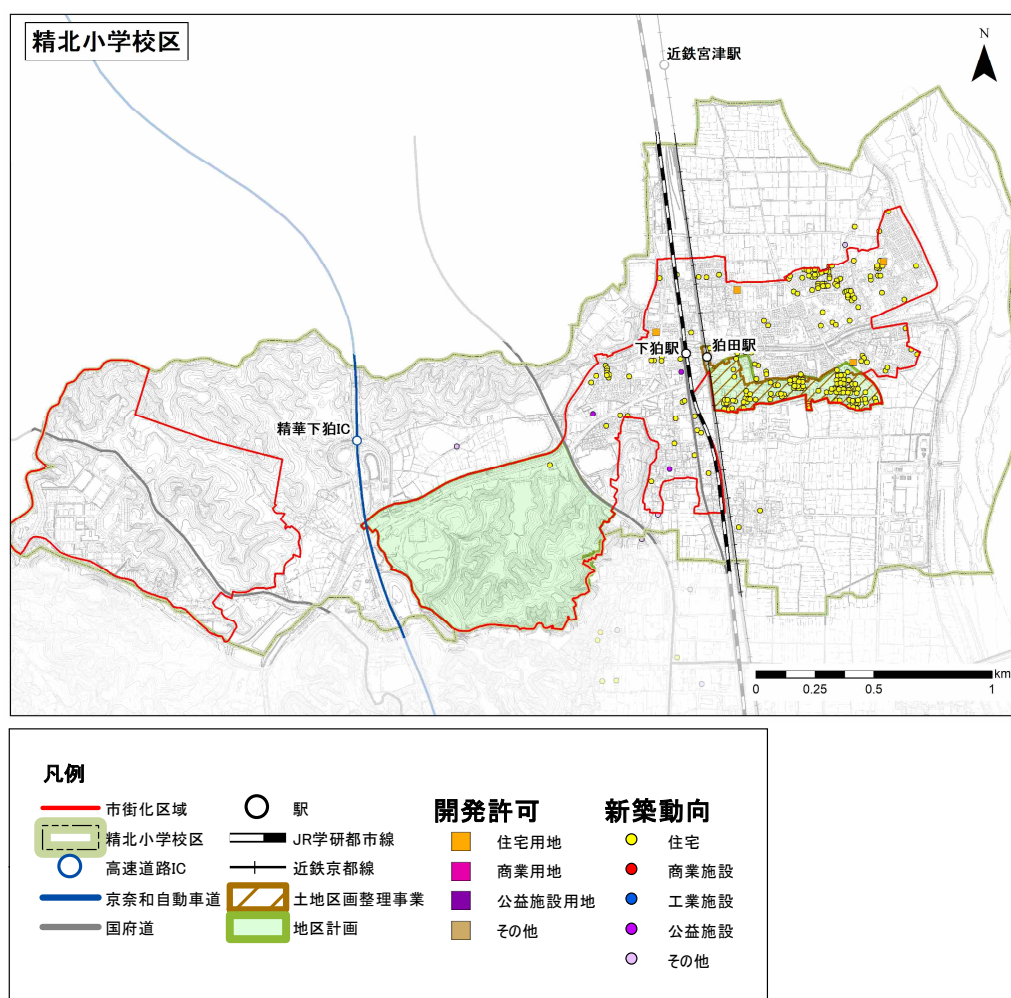 精北小学校区
近鉄宮津駅
N
下狛駅
狛田駅
精華下狛IC
km
0 0.25 0.5 1
凡例
市街化区域
精北小学校区
高速道路IC
京奈和自動車道
国府道
駅
JR学研都市線
近鉄京都線
土地区画整理事業
地区計画
開発許可
住宅用地
商業用地
公益施設用地
その他
新築動向
住宅
商業施設
工業施設
公益施設
その他